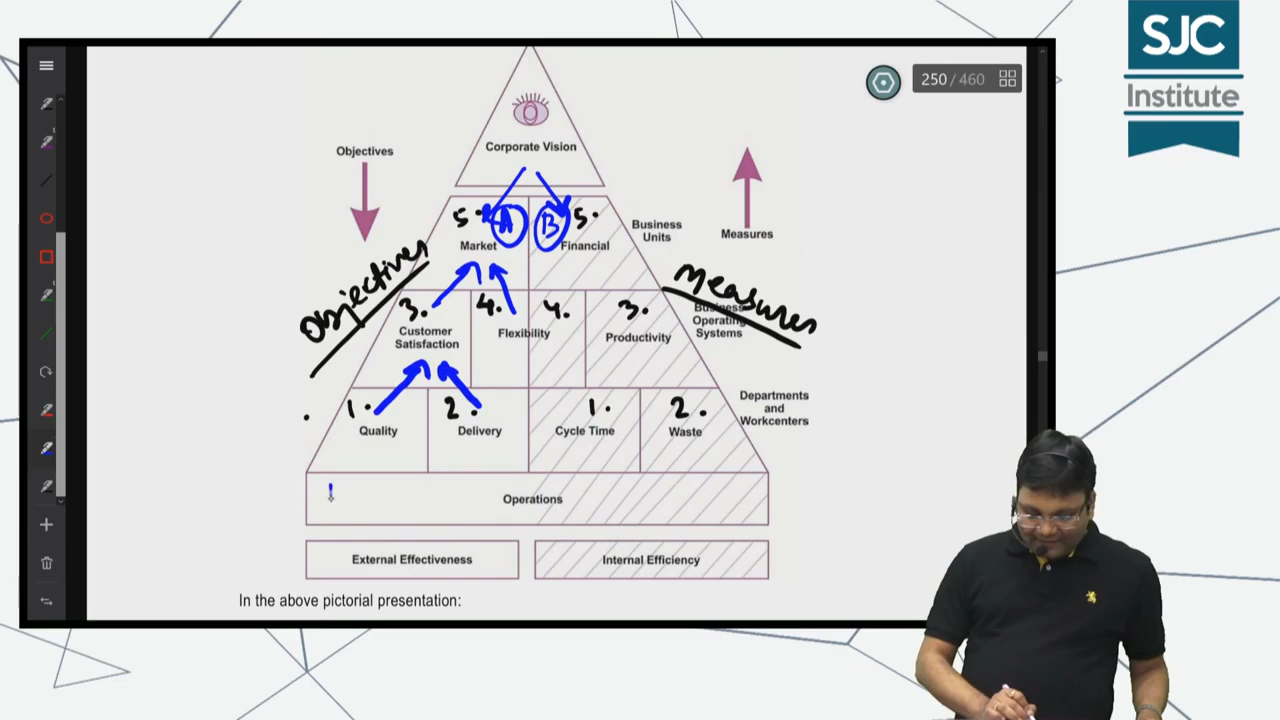 SJC
Institute
250 / 460
Corporate Vision
Objectives
Measures
5.
A
B
5.
Market
Financial
Business
Units
Objectives
Measures
3.
4.
4.
3.
Customer
Satisfaction
Flexibility
Productivity
Business
Operating
Systems
1.
2.
1.
2.
Quality
Delivery
Cycle Time
Waste
Departments
and
Workcenters
Operations
External Effectiveness
Internal Efficiency
In the above pictorial presentation: